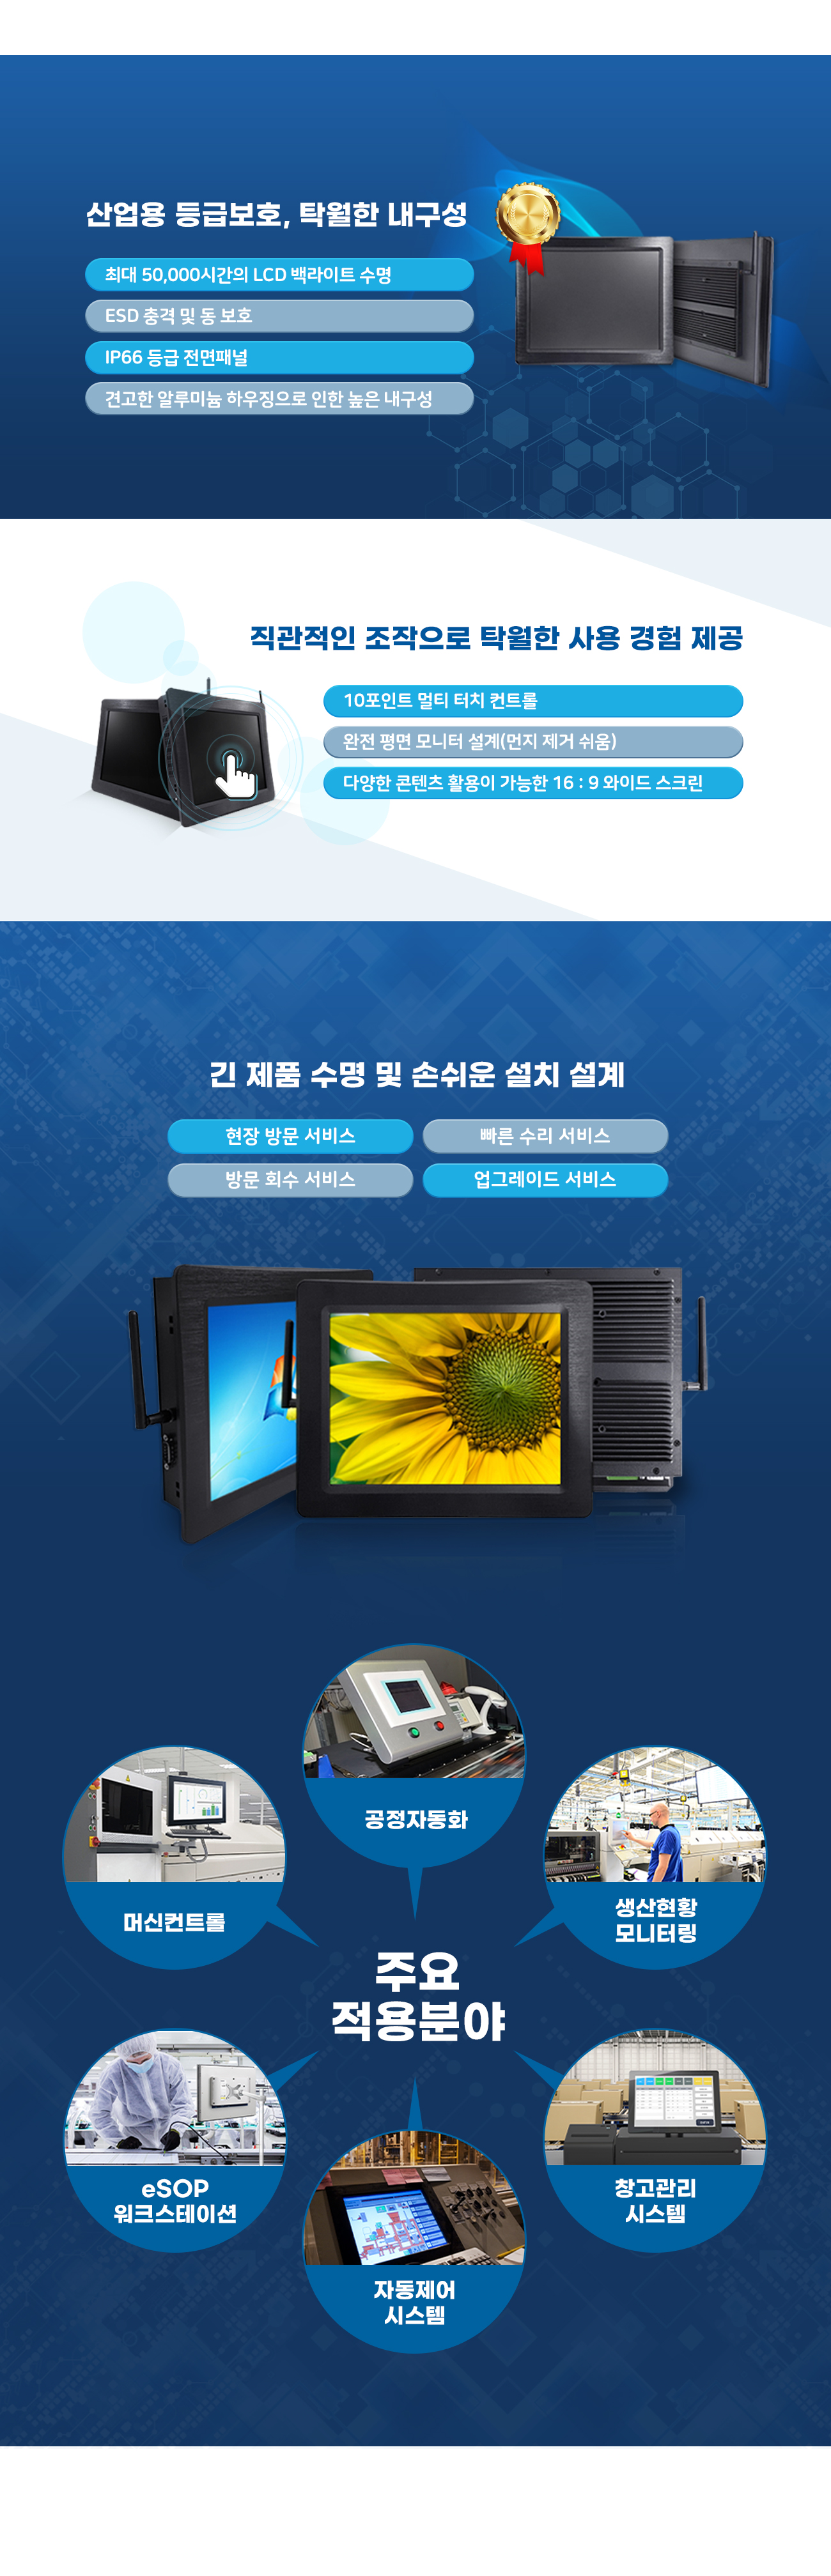 산업용 등급보호, 탁월한 내구성
최대 50,000시간의 LCD 백라이트 수명
ESD 충격 및 동 보호
IP66 등급 전면패널
견고한 알루미늄 하우징으로 인한 높은 내구성
직관적인 조작으로 탁월한 사용 경험 제공
10포인트 멀티 터치 컨트롤
완전 평면 모니터 설계(먼지 제거 쉬움)
다양한 콘텐츠 활용이 가능한 16 : 9 와이드 스크린
긴 제품 수명 및 손쉬운 설치 설계
현장 방문 서비스
빠른 수리 서비스
방문 회수 서비스
업그레이드 서비스
공정자동화
머신컨트롤
생산현황
모니터링
주요
적용분야
eSOP
워크스테이션
창고관리
시스템
자동제어
시스템